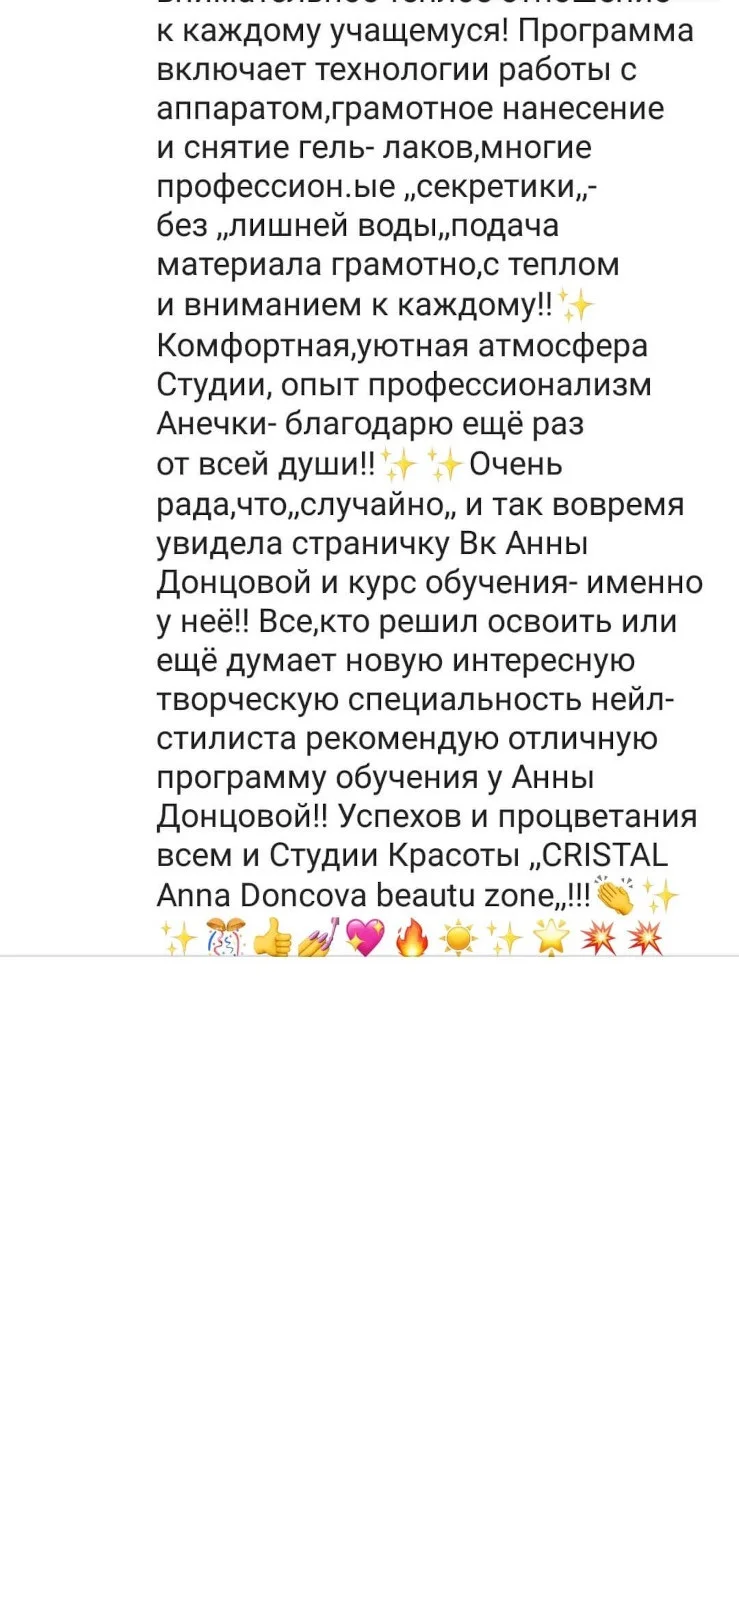 внимательное теплое отношение
к каждому учащемуся! Программа
включает технологии работы с
аппаратом,грамотное нанесение
и снятие гель- лаков,многие
профессион.ые „секретики„-
без „лишней воды„,подача
материала грамотно,с теплом
и вниманием к каждому!!✨
Комфортная,уютная атмосфера
Студии, опыт профессионализм
Анечки- благодарю ещё раз
от всей души!!✨ ✨Очень
рада,что„случайно„ и так вовремя
увидела страничку Вк Анны
Донцовой и курс обучения- именно
у неё!! Все,кто решил освоить или
ещё думает новую интересную
творческую специальность нейл-
стилиста рекомендую отличную
программу обучения у Анны
Донцовой!! Успехов и процветания
всем и Студии Красоты „CRISTAL
Anna Doncova beautu zone„!!!👏✨
✨🎊👍💅💖🔥☀️✨🌟💥💥